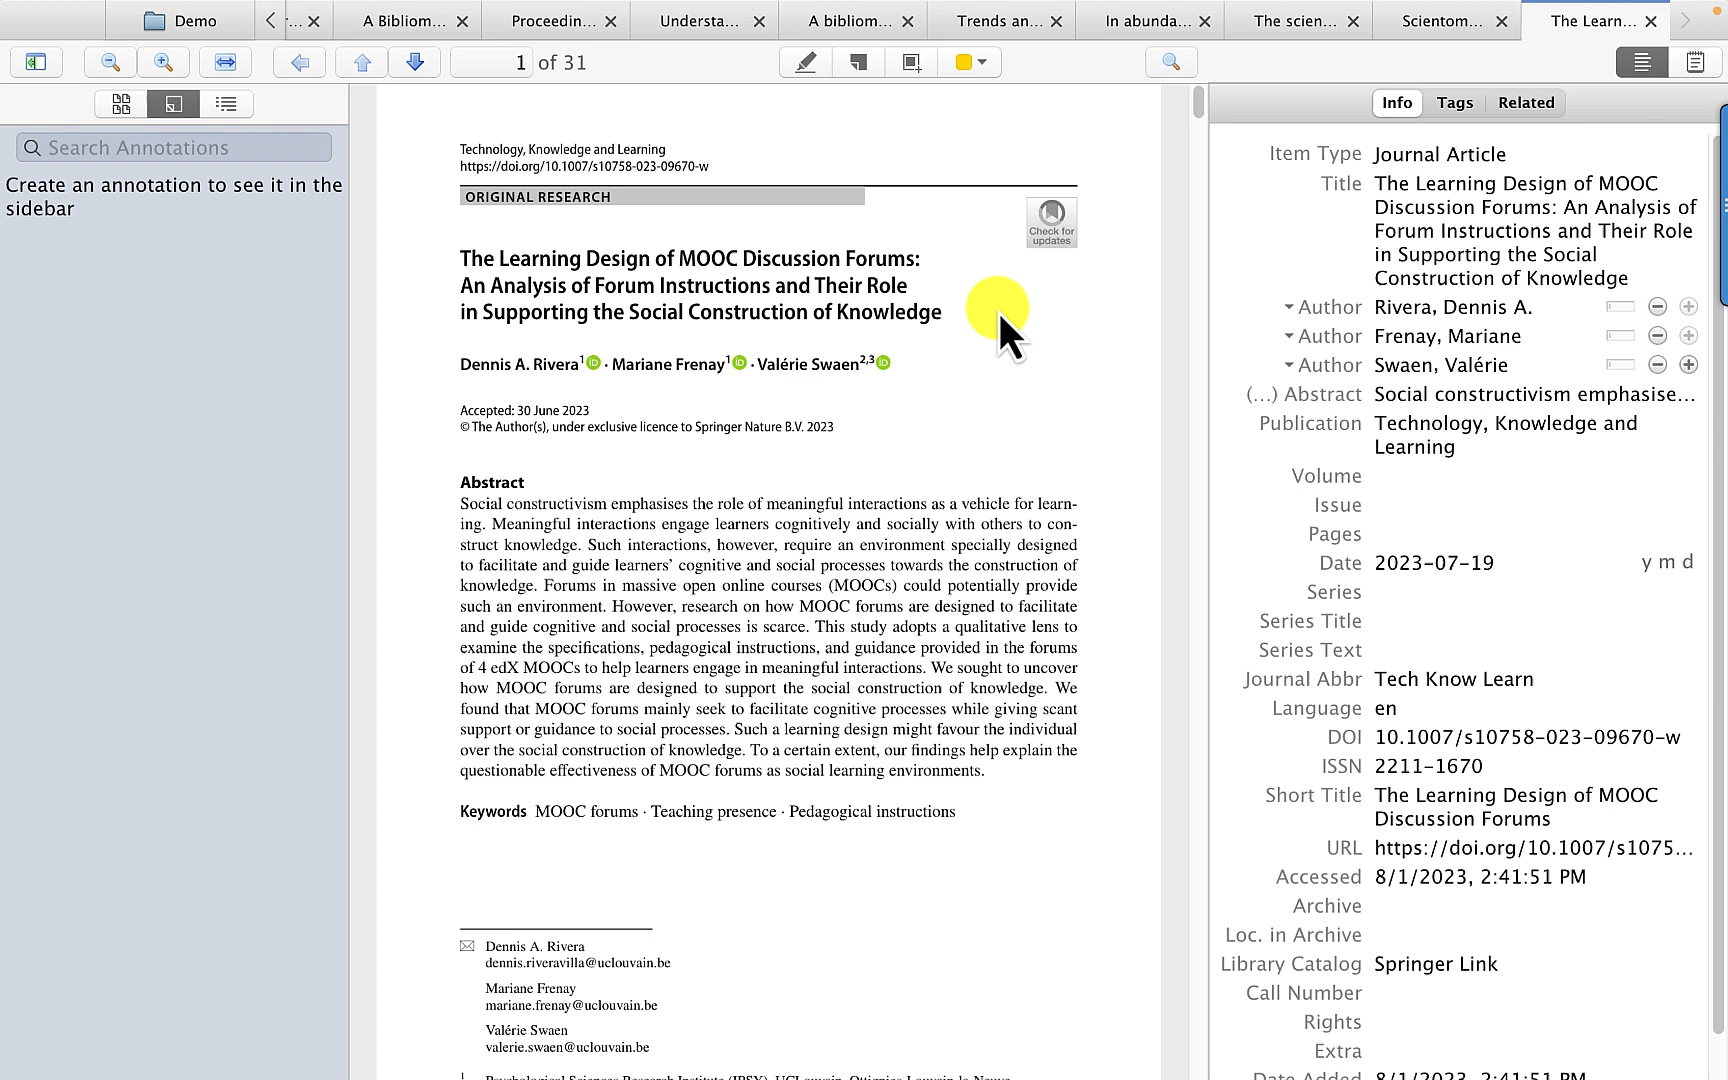 Demo
A Bibliom...
Proceedin...
Understa...
A bibliom...
Trends an...
In abunda...
The scien...
Scientom...
The Learn...
1 of 31
Info
Tags
Related
Search Annotations
Create an annotation to see it in the
sidebar
Technology, Knowledge and Learning
https://doi.org/10.1007/s10758-023-09670-w
ORIGINAL RESEARCH
Check for
updates
The Learning Design of MOOC Discussion Forums:
An Analysis of Forum Instructions and Their Role
in Supporting the Social Construction of Knowledge
Dennis A. Rivera1 iD · Mariane Frenay1 iD · Valérie Swaen2,3 iD
Accepted: 30 June 2023
© The Author(s), under exclusive licence to Springer Nature B.V. 2023
Abstract
Social constructivism emphasises the role of meaningful interactions as a vehicle for learn-
ing. Meaningful interactions engage learners cognitively and socially with others to con-
struct knowledge. Such interactions, however, require an environment specially designed
to facilitate and guide learners' cognitive and social processes towards the construction of
knowledge. Forums in massive open online courses (MOOCs) could potentially provide
such an environment. However, research on how MOOC forums are designed to facilitate
and guide cognitive and social processes is scarce. This study adopts a qualitative lens to
examine the specifications, pedagogical instructions, and guidance provided in the forums
of 4 edX MOOCs to help learners engage in meaningful interactions. We sought to uncover
how MOOC forums are designed to support the social construction of knowledge. We
found that MOOC forums mainly seek to facilitate cognitive processes while giving scant
support or guidance to social processes. Such a learning design might favour the individual
over the social construction of knowledge. To a certain extent, our findings help explain the
questionable effectiveness of MOOC forums as social learning environments.
Keywords MOOC forums · Teaching presence · Pedagogical instructions
Dennis A. Rivera
dennis.riveravilla@uclouvain.be
Mariane Frenay
mariane.frenay@uclouvain.be
Valérie Swaen
valerie.swaen@uclouvain.be
Item Type Journal Article
Title The Learning Design of MOOC
Discussion Forums: An Analysis of
Forum Instructions and Their Role
in Supporting the Social
Construction of Knowledge
Author Rivera, Dennis A.
Author Frenay, Mariane
Author Swaen, Valérie
(...) Abstract Social constructivism emphasise...
Publication Technology, Knowledge and
Learning
Volume
Issue
Pages
Date 2023-07-19 y m d
Series
Series Title
Series Text
Journal Abbr Tech Know Learn
Language en
DOI 10.1007/s10758-023-09670-w
ISSN 2211-1670
Short Title The Learning Design of MOOC
Discussion Forums
URL https://doi.org/10.1007/s1075...
Accessed 8/1/2023, 2:41:51 PM
Archive
Loc. in Archive
Library Catalog Springer Link
Call Number
Rights
Extra
Date Added 8/1/2023, 2:41:51 PM